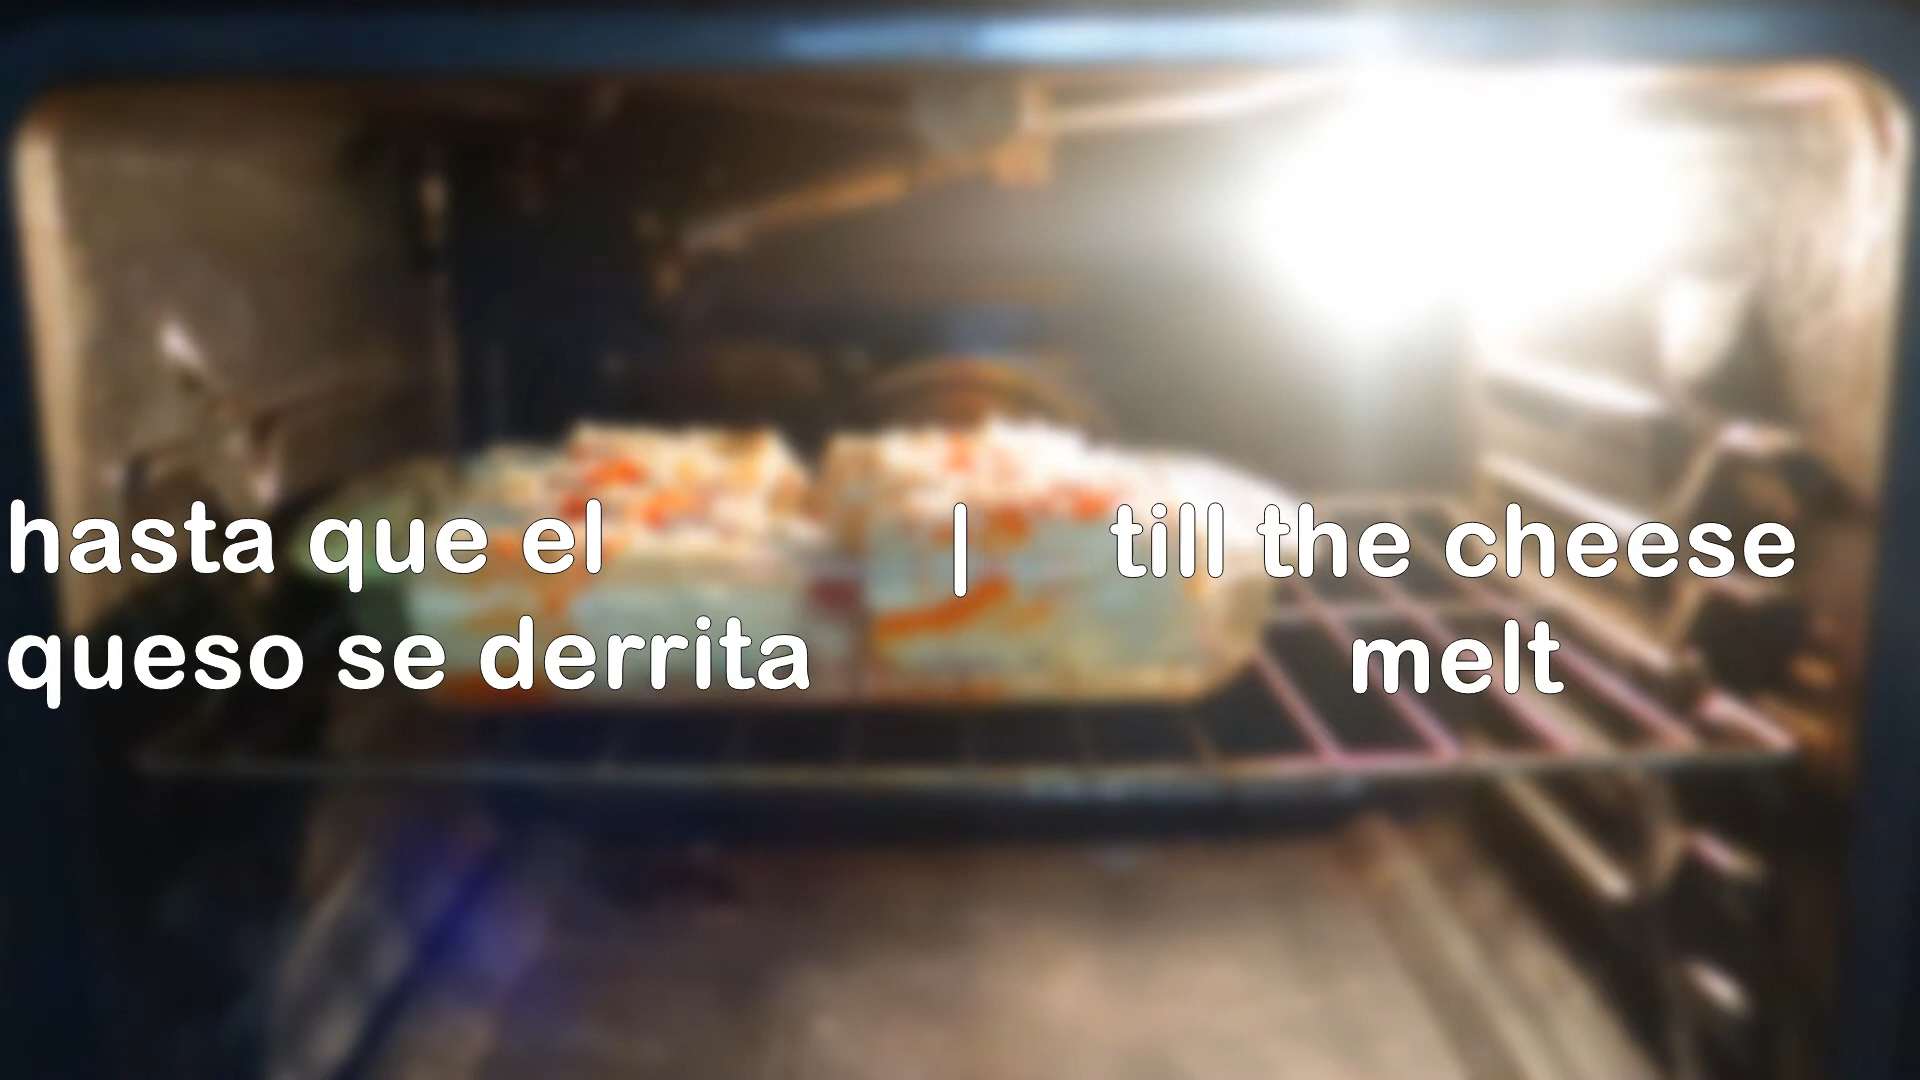 hasta que el
queso se derrita
|
till the cheese
melt